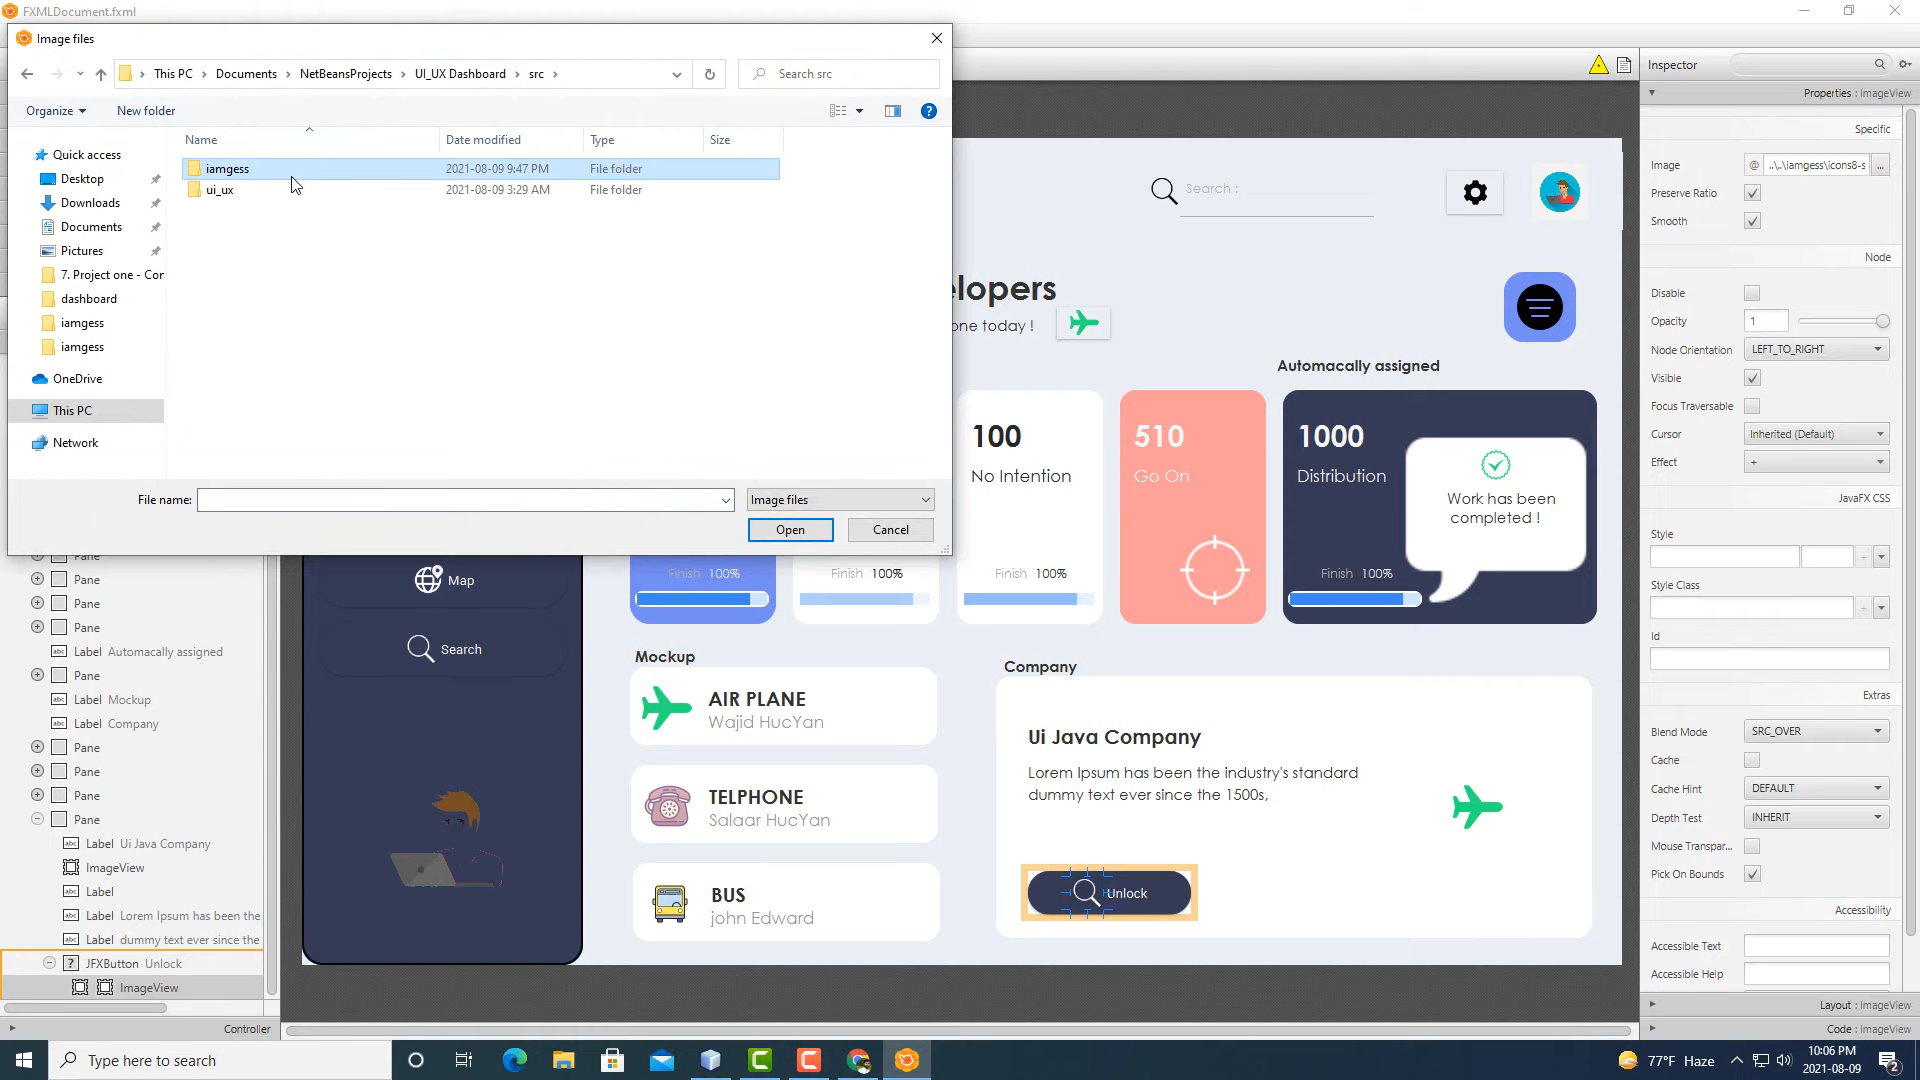 FXMLDocument.fxml
Image files
This PC
Documents
NetBeansProjects
UI_UX Dashboard
src
Search src
Organize
New folder
Name
Date modified
Type
Size
iamgess
2021-08-09 9:47 PM
File folder
ui_ux
2021-08-09 3:29 AM
File folder
Quick access
Desktop
Downloads
Documents
Pictures
7. Project one - Cor
dashboard
iamgess
iamgess
OneDrive
This PC
Network
File name:
Image files
Open
Cancel
Pane
Pane
Pane
Pane
Label Automacally assigned
Pane
Label Mockup
Label Company
Pane
Pane
Pane
Pane
Label Ui Java Company
ImageView
Label
Label Lorem Ipsum has been the
Label dummy text ever since the
JFXButton Unlock
ImageView
Controller
Map
Search
Search :
elopers
one today !
Automacally assigned
100
No Intention
510
Go On
1000
Distribution
Work has been
completed !
Finish 100%
Finish 100%
Finish 100%
Finish 100%
Mockup
AIR PLANE
Wajid HucYan
TELPHONE
Salaar HucYan
BUS
john Edward
Company
Ui Java Company
Lorem Ipsum has been the industry's standard
dummy text ever since the 1500s,
Unlock
Inspector
Properties : ImageView
Specific
Image
@ ..\..\iamgess\icons8-s
...
Preserve Ratio
Smooth
Node
Disable
Opacity
1
Node Orientation
LEFT_TO_RIGHT
Visible
Focus Traversable
Cursor
Inherited (Default)
Effect
+
JavaFX CSS
Style
Style Class
Id
Extras
Blend Mode
SRC_OVER
Cache
Cache Hint
DEFAULT
Depth Test
INHERIT
Mouse Transpar...
Pick On Bounds
Accessibility
Accessible Text
Accessible Help
Layout : ImageView
Code : ImageView
Type here to search
77°F Haze
10:06 PM
2021-08-09
2